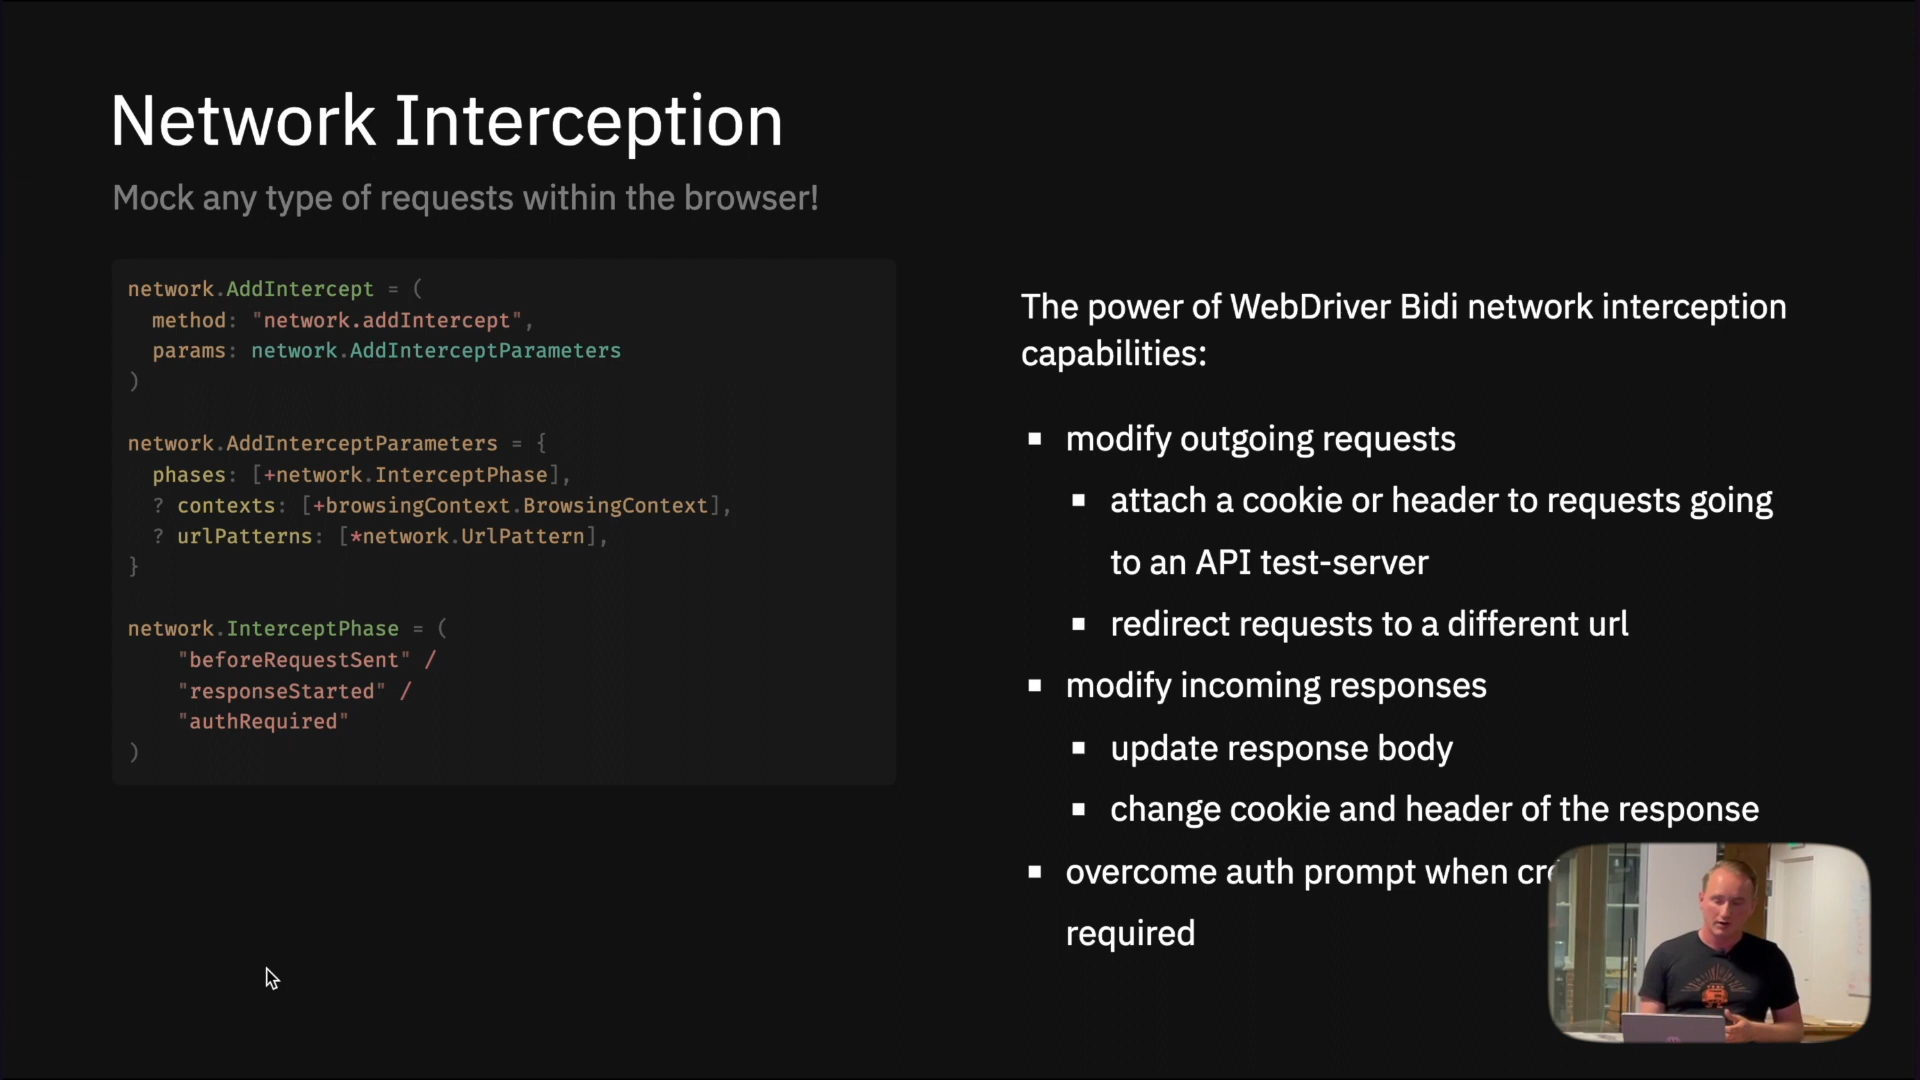 Network Interception
Mock any type of requests within the browser!
network.AddIntercept = (
  method: "network.addIntercept",
  params: network.AddInterceptParameters
)
network.AddInterceptParameters = {
  phases: [+network.InterceptPhase],
  ? contexts: [+browsingContext.BrowsingContext],
  ? urlPatterns: [*network.UrlPattern],
}
network.InterceptPhase = (
    "beforeRequestSent" /
    "responseStarted" /
    "authRequired"
)
The power of WebDriver Bidi network interception
capabilities:
▪ modify outgoing requests
▪ attach a cookie or header to requests going
to an API test-server
▪ redirect requests to a different url
▪ modify incoming responses
▪ update response body
▪ change cookie and header of the response
▪ overcome auth prompt when
required